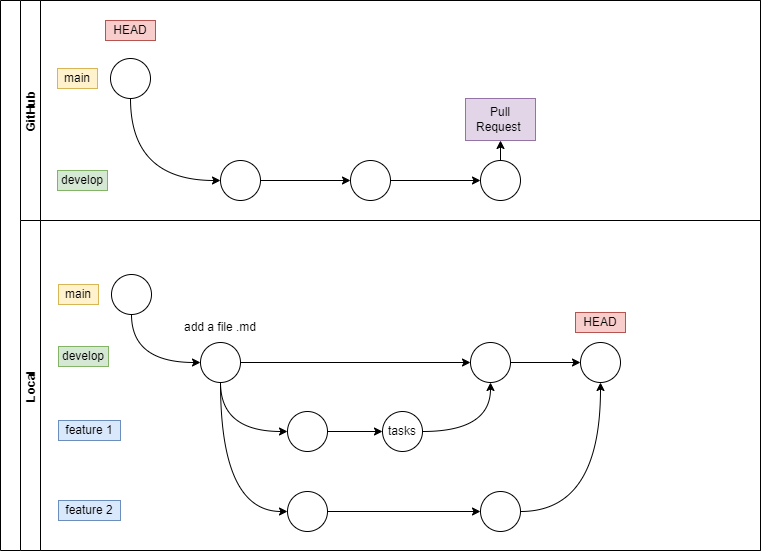 GitHub
HEAD
main
Pull
Request
develop
Local
main
add a file .md
HEAD
develop
feature 1
tasks
feature 2